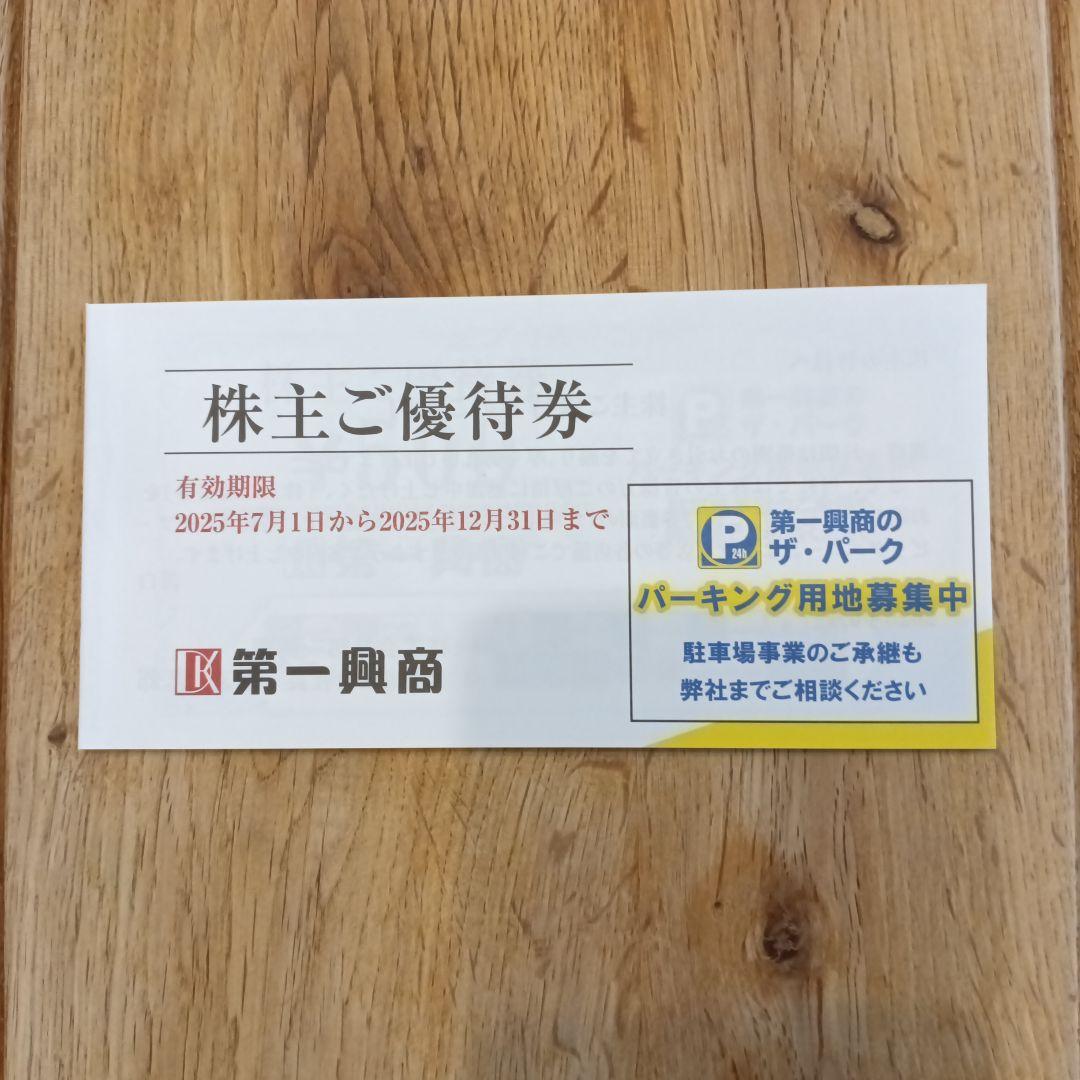 株主ご優待券
有効期限
2025年7月1日から2025年12月31日まで
DK 第一興商
P 24h
第一興商の
ザ・パーク
パーキング用地募集中
駐車場事業のご承継も
弊社までご相談ください